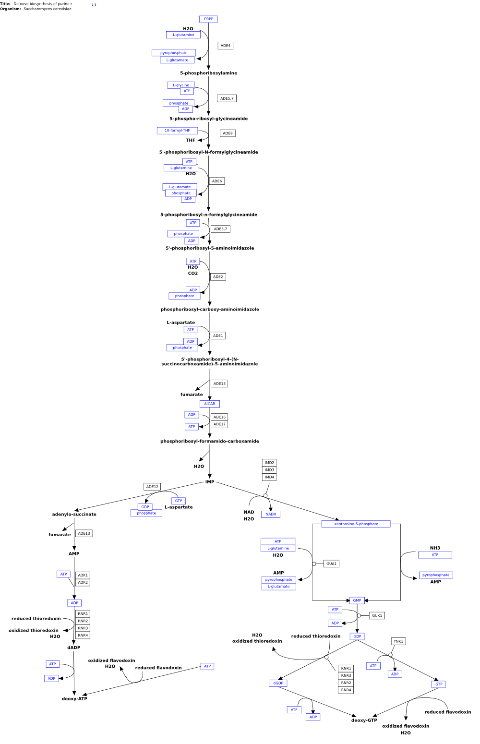 Title: De novo biosynthesis of purines
Organism: Saccharomyces cerevisiae
PRPP
H2O
L-glutamine
ADE4
pyrophosphate
L-glutamate
5-phosphoribosylamine
L-glycine
ATP
ADE5,7
phosphate
ADP
5-phospho-ribosyl-glycineamide
10-formyl THF
ADE8
THF
5'-phosphoribosyl-N-formylglycineamide
ATP
L-glutamine
H2O
ADE6
L-glutamate
phosphate
ADP
5-phosphoribosyl-n-formylglycineamide
ATP
ADE5,7
phosphate
ADP
5'-phosphoribosyl-5-aminoimidazole
ATP
H2O
CO2
ADE2
ADP
phosphate
phosphoribosyl-carboxy-aminoimidazole
L-aspartate
ATP
ADE1
ADP
phosphate
5'-phosphoribosyl-4-(N-
succinocarboxamide)-5-aminoimidazole
ADE13
fumarate
AICAR
ADP
ADE16
ADE17
ATP
phosphoribosyl-formamido-carboxamide
H2O
IMD2
IMD3
IMD4
IMP
ADE12
GTP
GDP
L-aspartate
phosphate
NAD
H2O
NADH
adenylo-succinate
xanthosine-5-phosphate
fumarate
ADE13
AMP
ATP
L-glutamine
H2O
GUA1
AMP
pyrophosphate
L-glutamate
NH3
ATP
pyrophosphate
AMP
ATP
ADK1
ADK2
ADP
GMP
ATP
GUK1
ADP
GDP
reduced thioredoxin
oxidized thioredoxin
H2O
RNR1
RNR2
RNR3
RNR4
dADP
H2O
oxidized thioredoxin
reduced thioredoxin
RNR1
RNR3
RNR2
RNR4
YNK1
ATP
ADP
ATP
ADP
oxidized flavodoxin
H2O
reduced flavodoxin
ATP
deoxy-ATP
dGDP
GTP
ATP
ADP
deoxy-GTP
reduced flavodoxin
oxidized flavodoxin
H2O